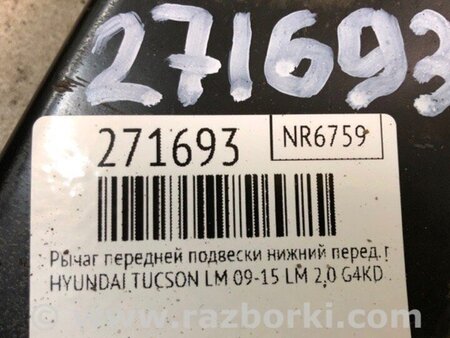 271693
271693 NR6759
Рычаг передней подвески нижний перед.
HYUNDAI TUCSON LM 09-15 LM 2,0 G4KD
www.razborki.com